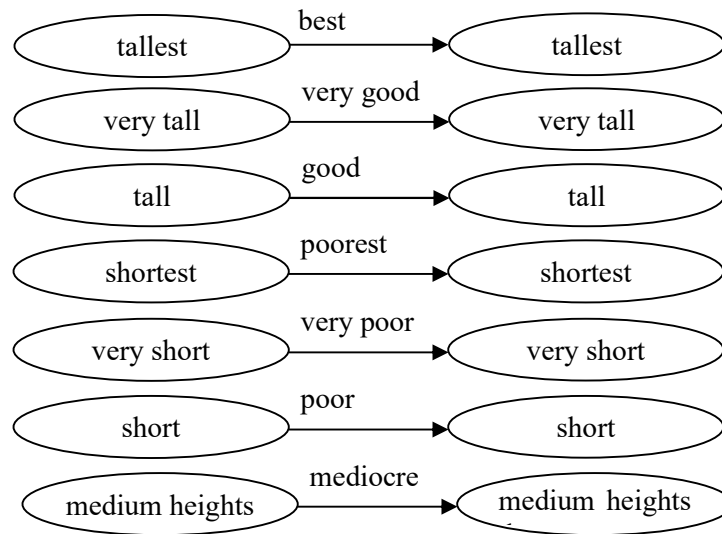 best
tallest tallest
very good
very tall very tall
good
tall tall
poorest
shortest shortest
very poor
very short very short
poor
short short
mediocre
medium heights medium heights